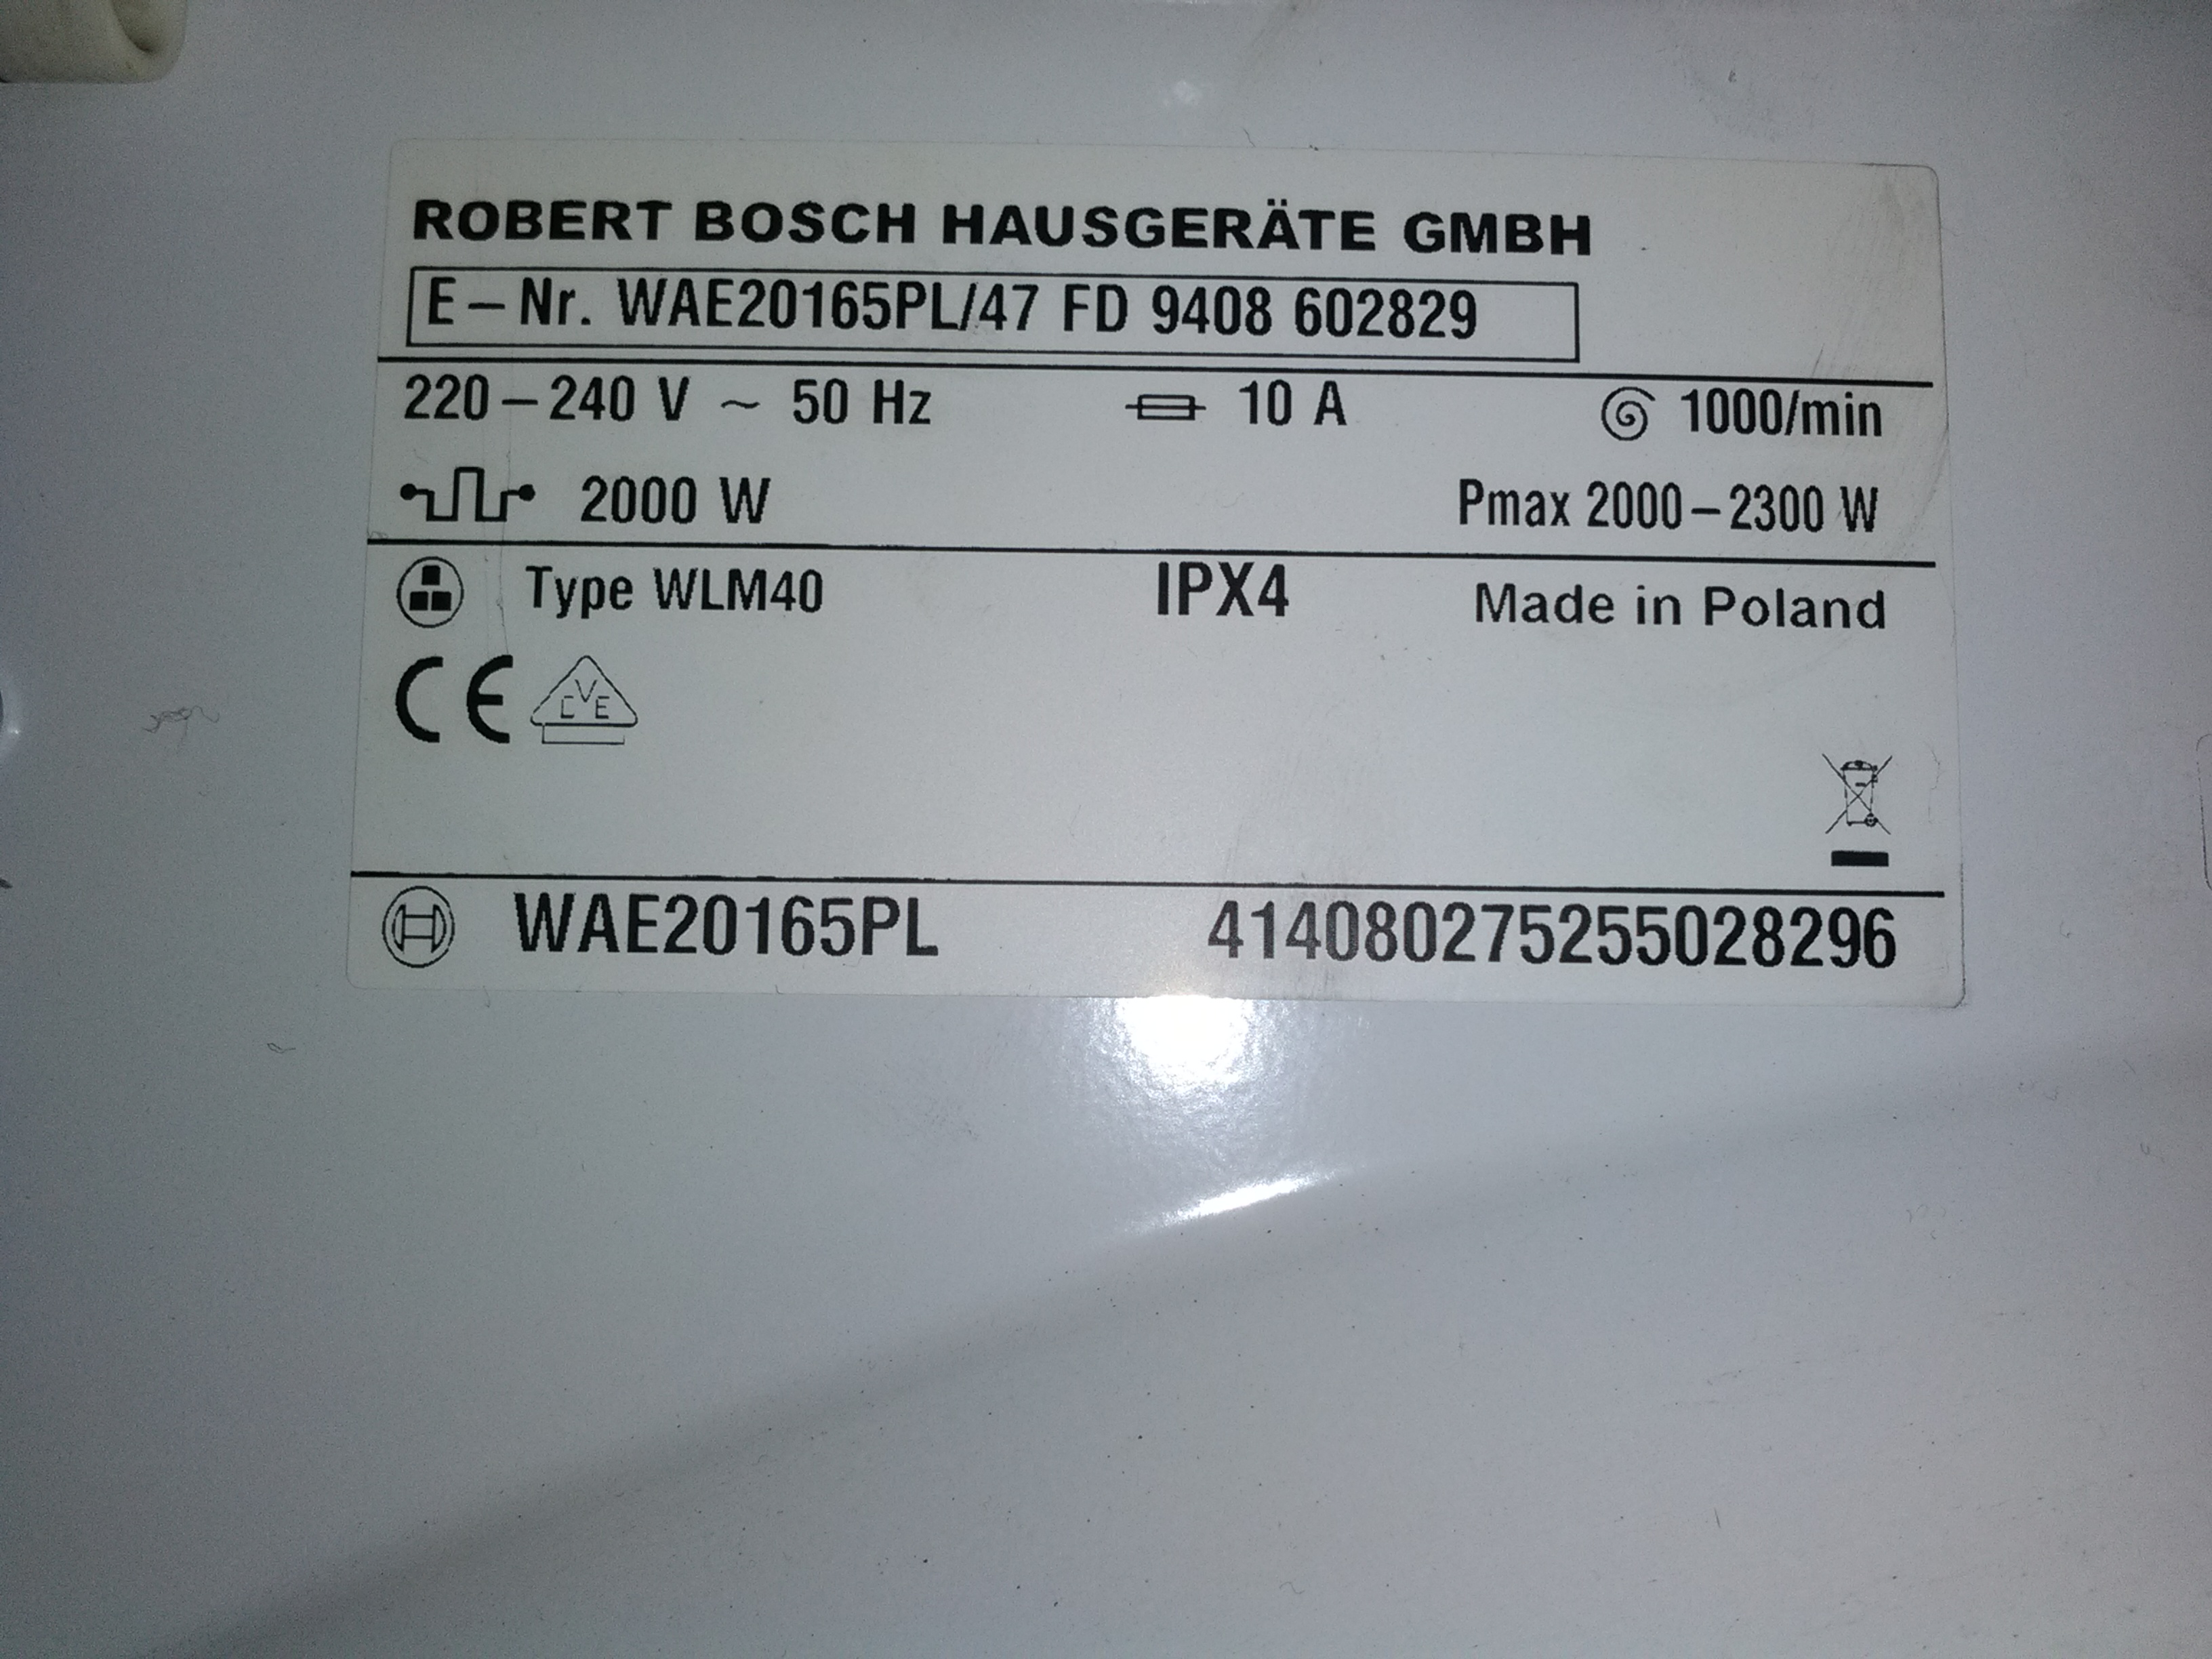 ROBERT BOSCH HAUSGERÄTE GMBH
E–Nr. WAE20165PL/47 FD 9408 602829
220–240 V ~ 50 Hz 10 A 1000/min
2000 W Pmax 2000–2300 W
Type WLM40 IPX4 Made in Poland
CE DVE
WAE20165PL 414080275255028296